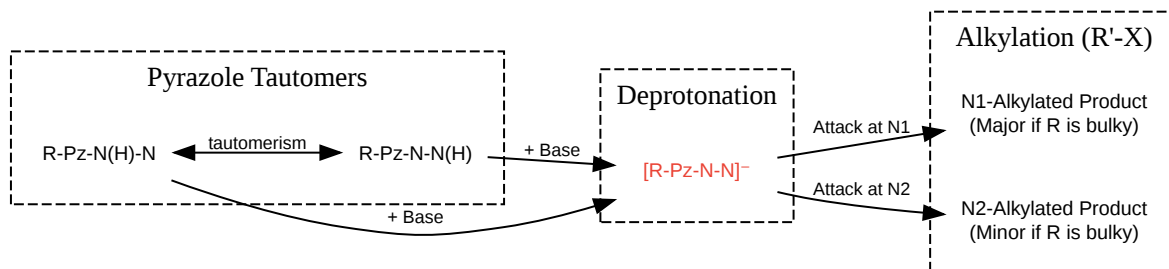 Pyrazole Tautomers
R-Pz-N(H)-N
tautomerism
R-Pz-N-N(H)
+ Base
+ Base
Deprotonation
[R-Pz-N-N]⁻
Attack at N1
Attack at N2
Alkylation (R'-X)
N1-Alkylated Product
(Major if R is bulky)
N2-Alkylated Product
(Minor if R is bulky)